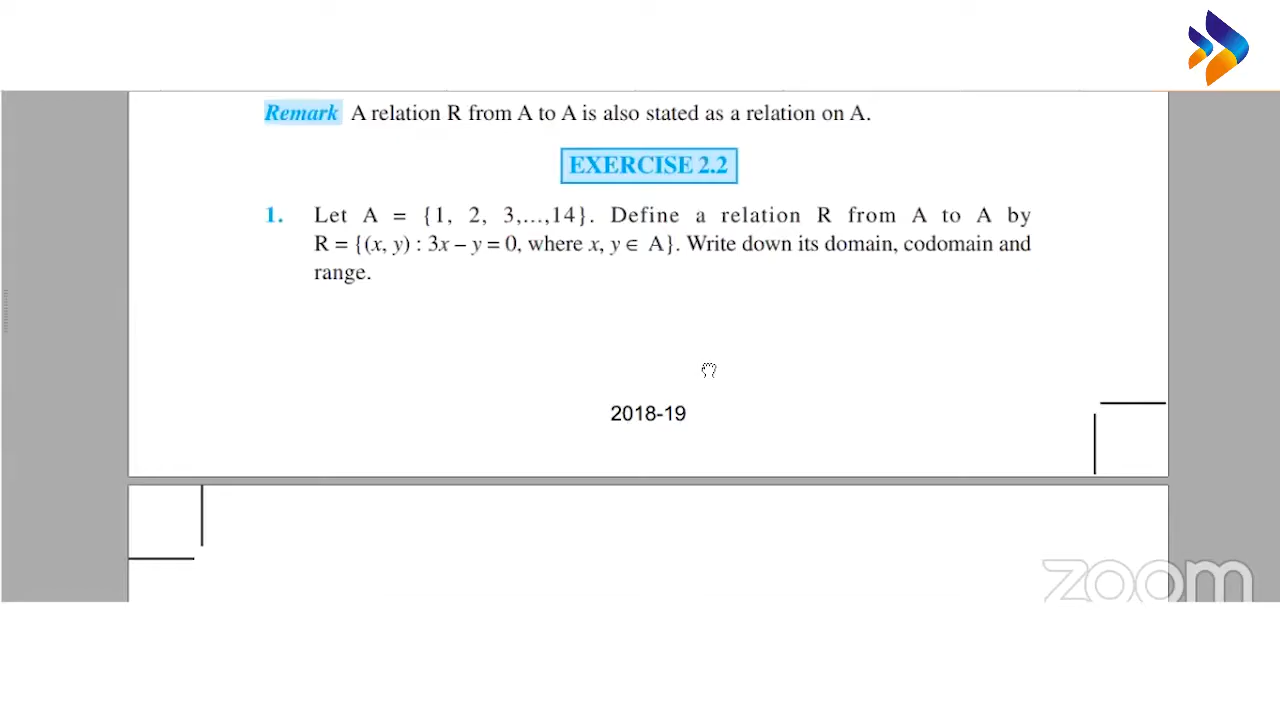 Remark A relation R from A to A is also stated as a relation on A.
EXERCISE 2.2
1. Let A = {1, 2, 3,...,14}. Define a relation R from A to A by
R = {(x, y) : 3x – y = 0, where x, y ∈ A}. Write down its domain, codomain and
range.
2018-19
zoom